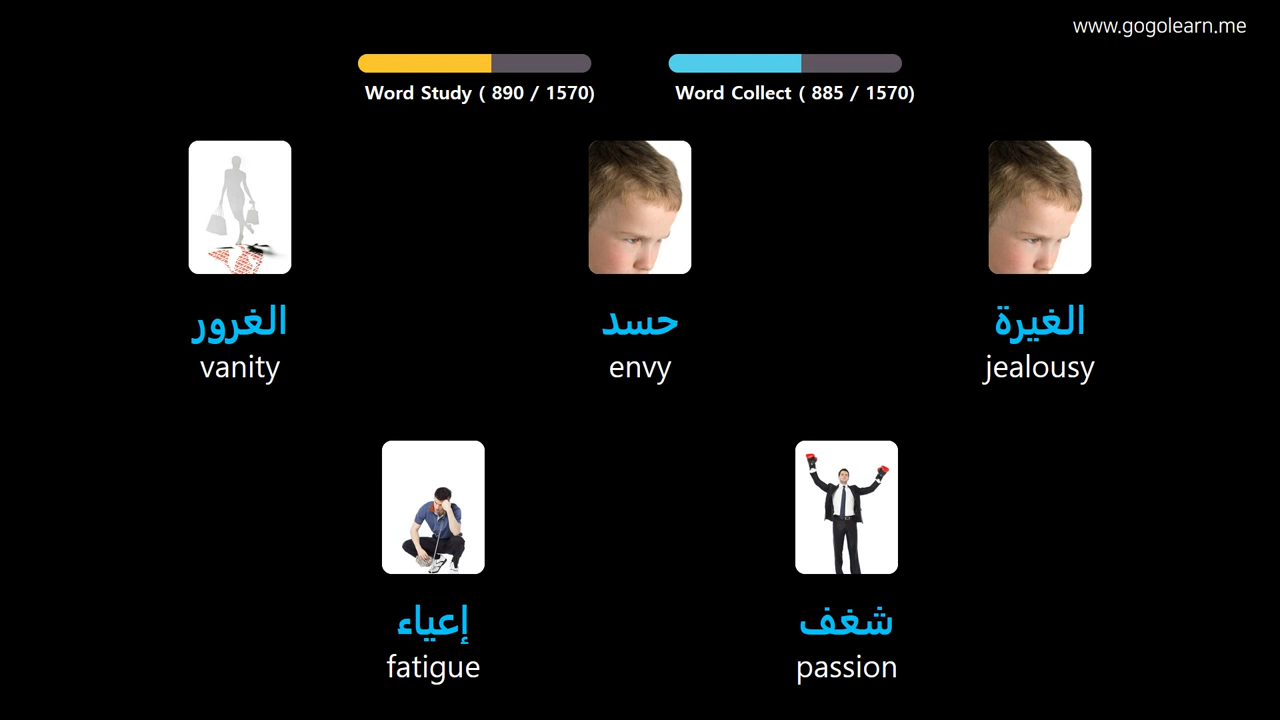 www.gogolearn.me
Word Study ( 890 / 1570)
Word Collect ( 885 / 1570)
الغرور
vanity
حسد
envy
الغيرة
jealousy
إعياء
fatigue
شغف
passion